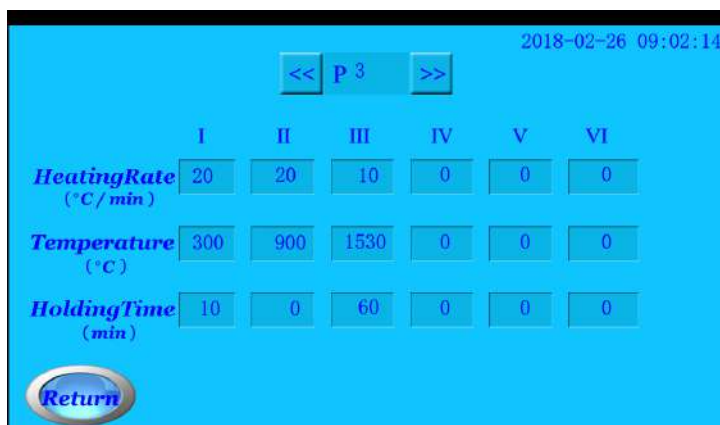 2018-02-26 09:02:14
<< P 3 >>
I II III IV V VI
HeatingRate 20 20 10 0 0 0
(°C/min)
Temperature 300 900 1530 0 0 0
(°C)
HoldingTime 10 0 60 0 0 0
(min)
Return